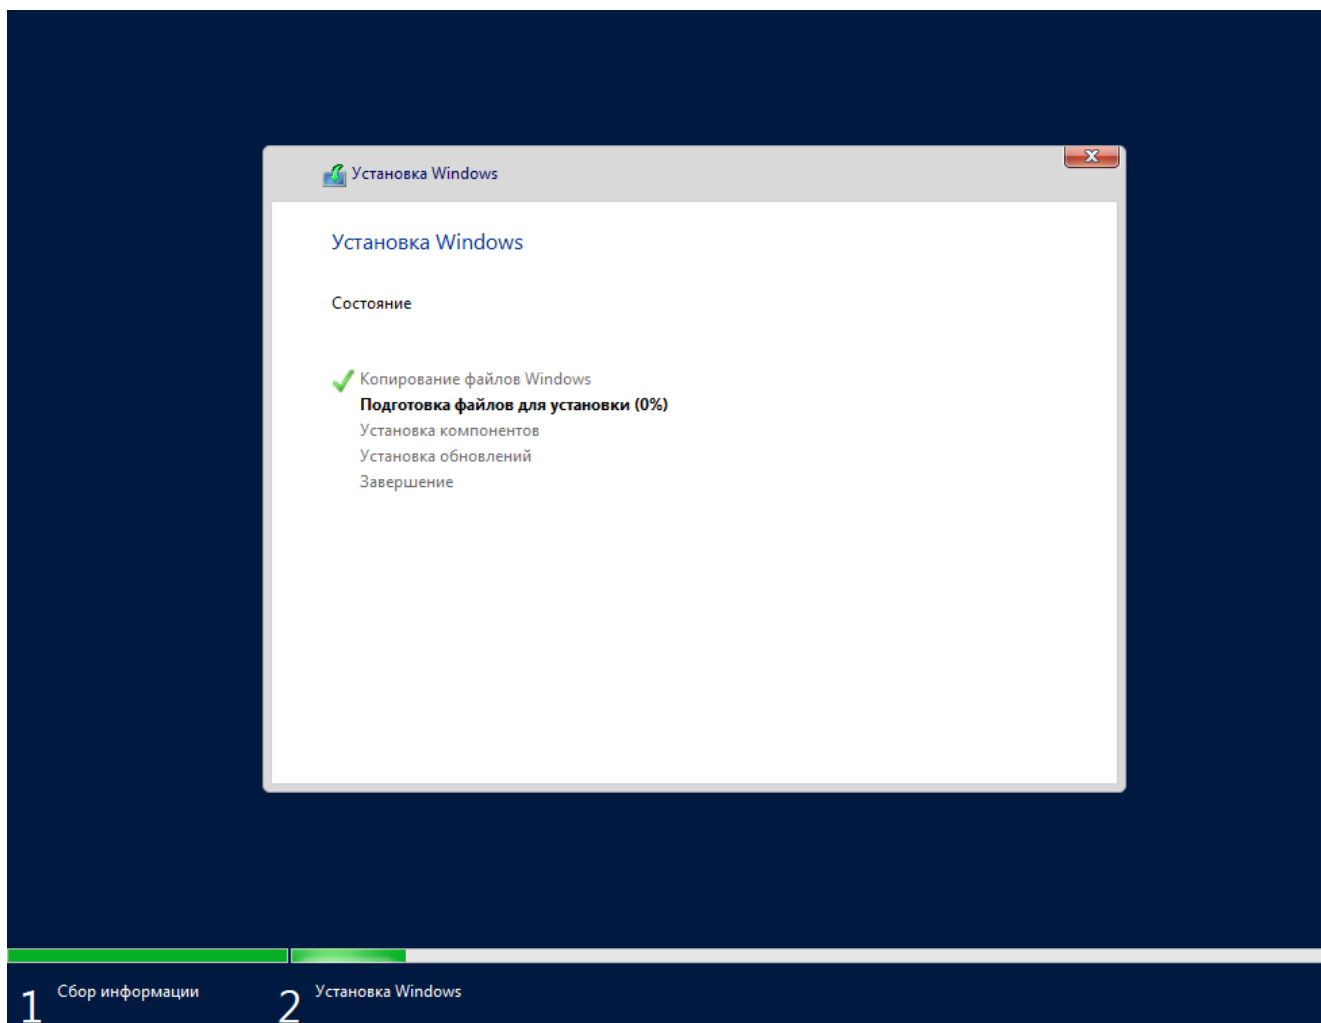 Установка Windows
Установка Windows
Состояние
Копирование файлов Windows
Подготовка файлов для установки (0%)
Установка компонентов
Установка обновлений
Завершение
1 Сбор информации
2 Установка Windows